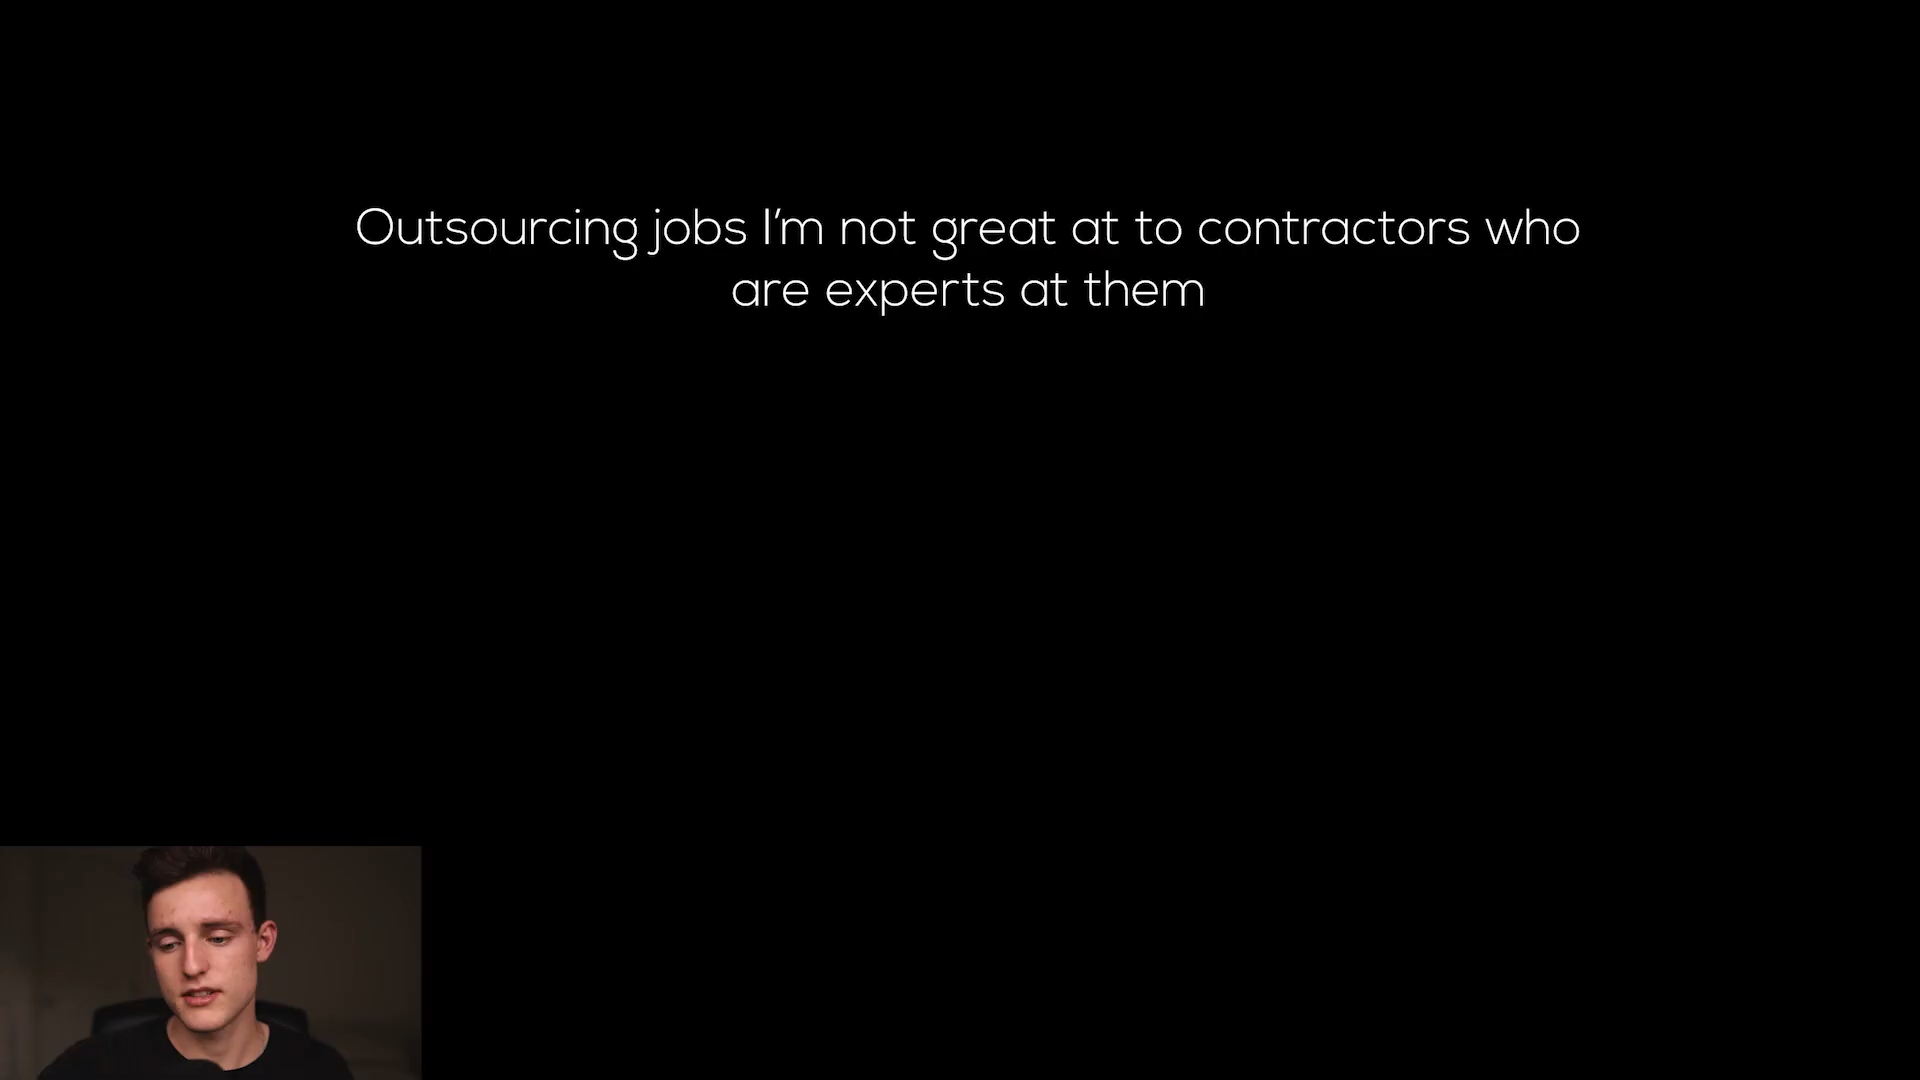 Outsourcing jobs I'm not great at to contractors who
are experts at them